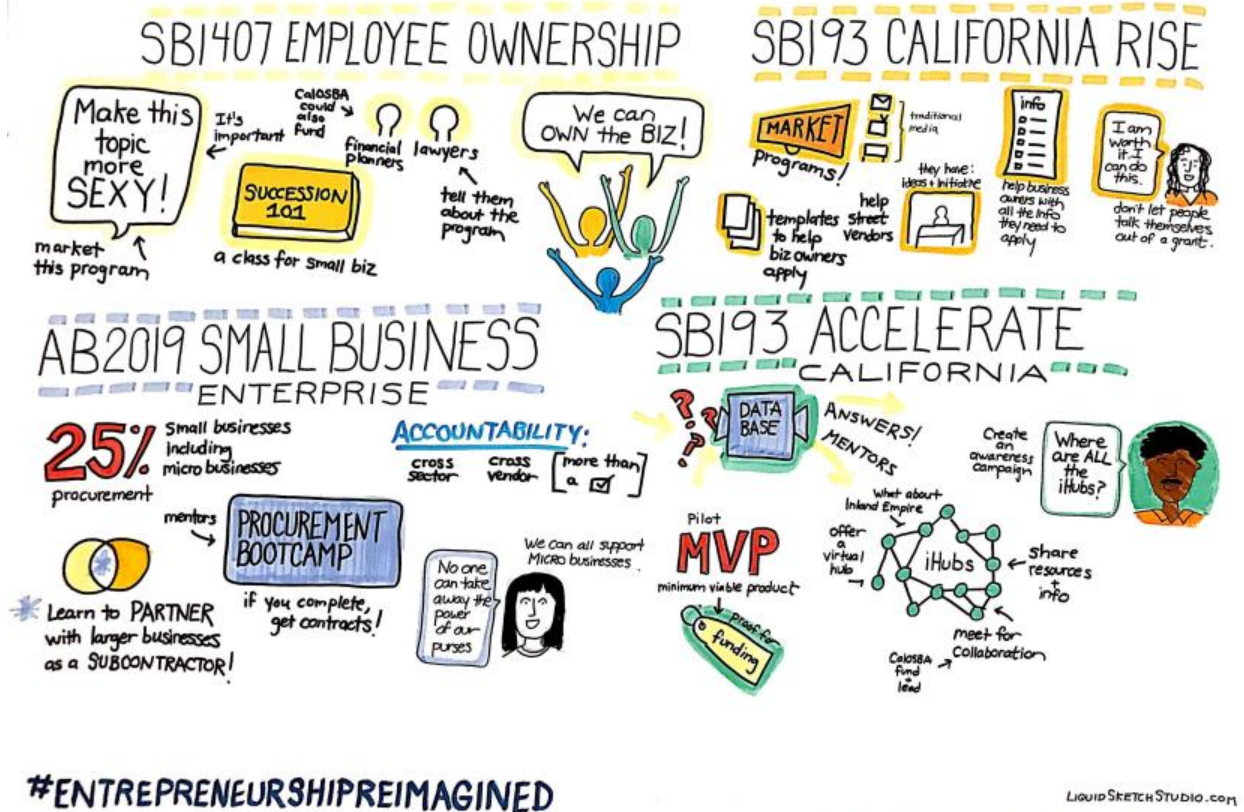 SB1407 EMPLOYEE OWNERSHIP
Make this
topic
more
SEXY!
It's
important
market
this program
CalOSBA
could
also
fund
financial
planners
lawyers
tell them
about the
program
SUCCESSION
101
a class for small biz
We can
OWN the BIZ!
SB193 CALIFORNIA RISE
MARKET
programs!
traditional
media
templates
to help
biz owners
apply
help
street
vendors
they have:
ideas + initiative
info
help business
owners with
all the info
they need to
apply
I am
worth
it. I
can do
this.
don't let people
talk themselves
out of a grant.
AB2019 SMALL BUSINESS
ENTERPRISE
25%
procurement
Small businesses
including
micro businesses
ACCOUNTABILITY:
cross
sector
cross
vendor
more than
a
mentors
PROCUREMENT
BOOTCAMP
if you complete,
get contracts!
Learn to PARTNER
with larger businesses
as a SUBCONTRACTOR!
No one
can take
away the
power
of our
purses
We can all support
MICRO businesses.
SB193 ACCELERATE
CALIFORNIA
???
DATA
BASE
ANSWERS!
MENTORS
Create
an
awareness
campaign
Where
are ALL
the
iHubs?
Pilot
MVP
minimum viable product
proof for
funding
What about
Inland Empire
offer
a
virtual
hub
iHubs
share
resources
+
info
meet for
Collaboration
CalOSBA
fund
+
lead
#ENTREPRENEURSHIPREIMAGINED
LIQUIDSKETCHSTUDIO.COM